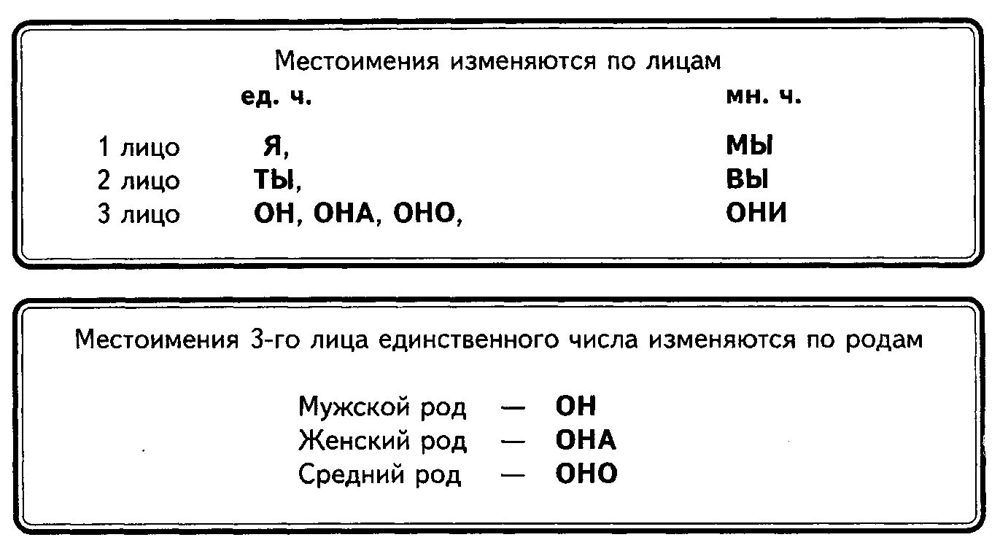 Местоимения изменяются по лицам
ед. ч. мн. ч.
1 лицо Я, МЫ
2 лицо ТЫ, ВЫ
3 лицо ОН, ОНА, ОНО, ОНИ
Местоимения 3-го лица единственного числа изменяются по родам
Мужской род — ОН
Женский род — ОНА
Средний род — ОНО